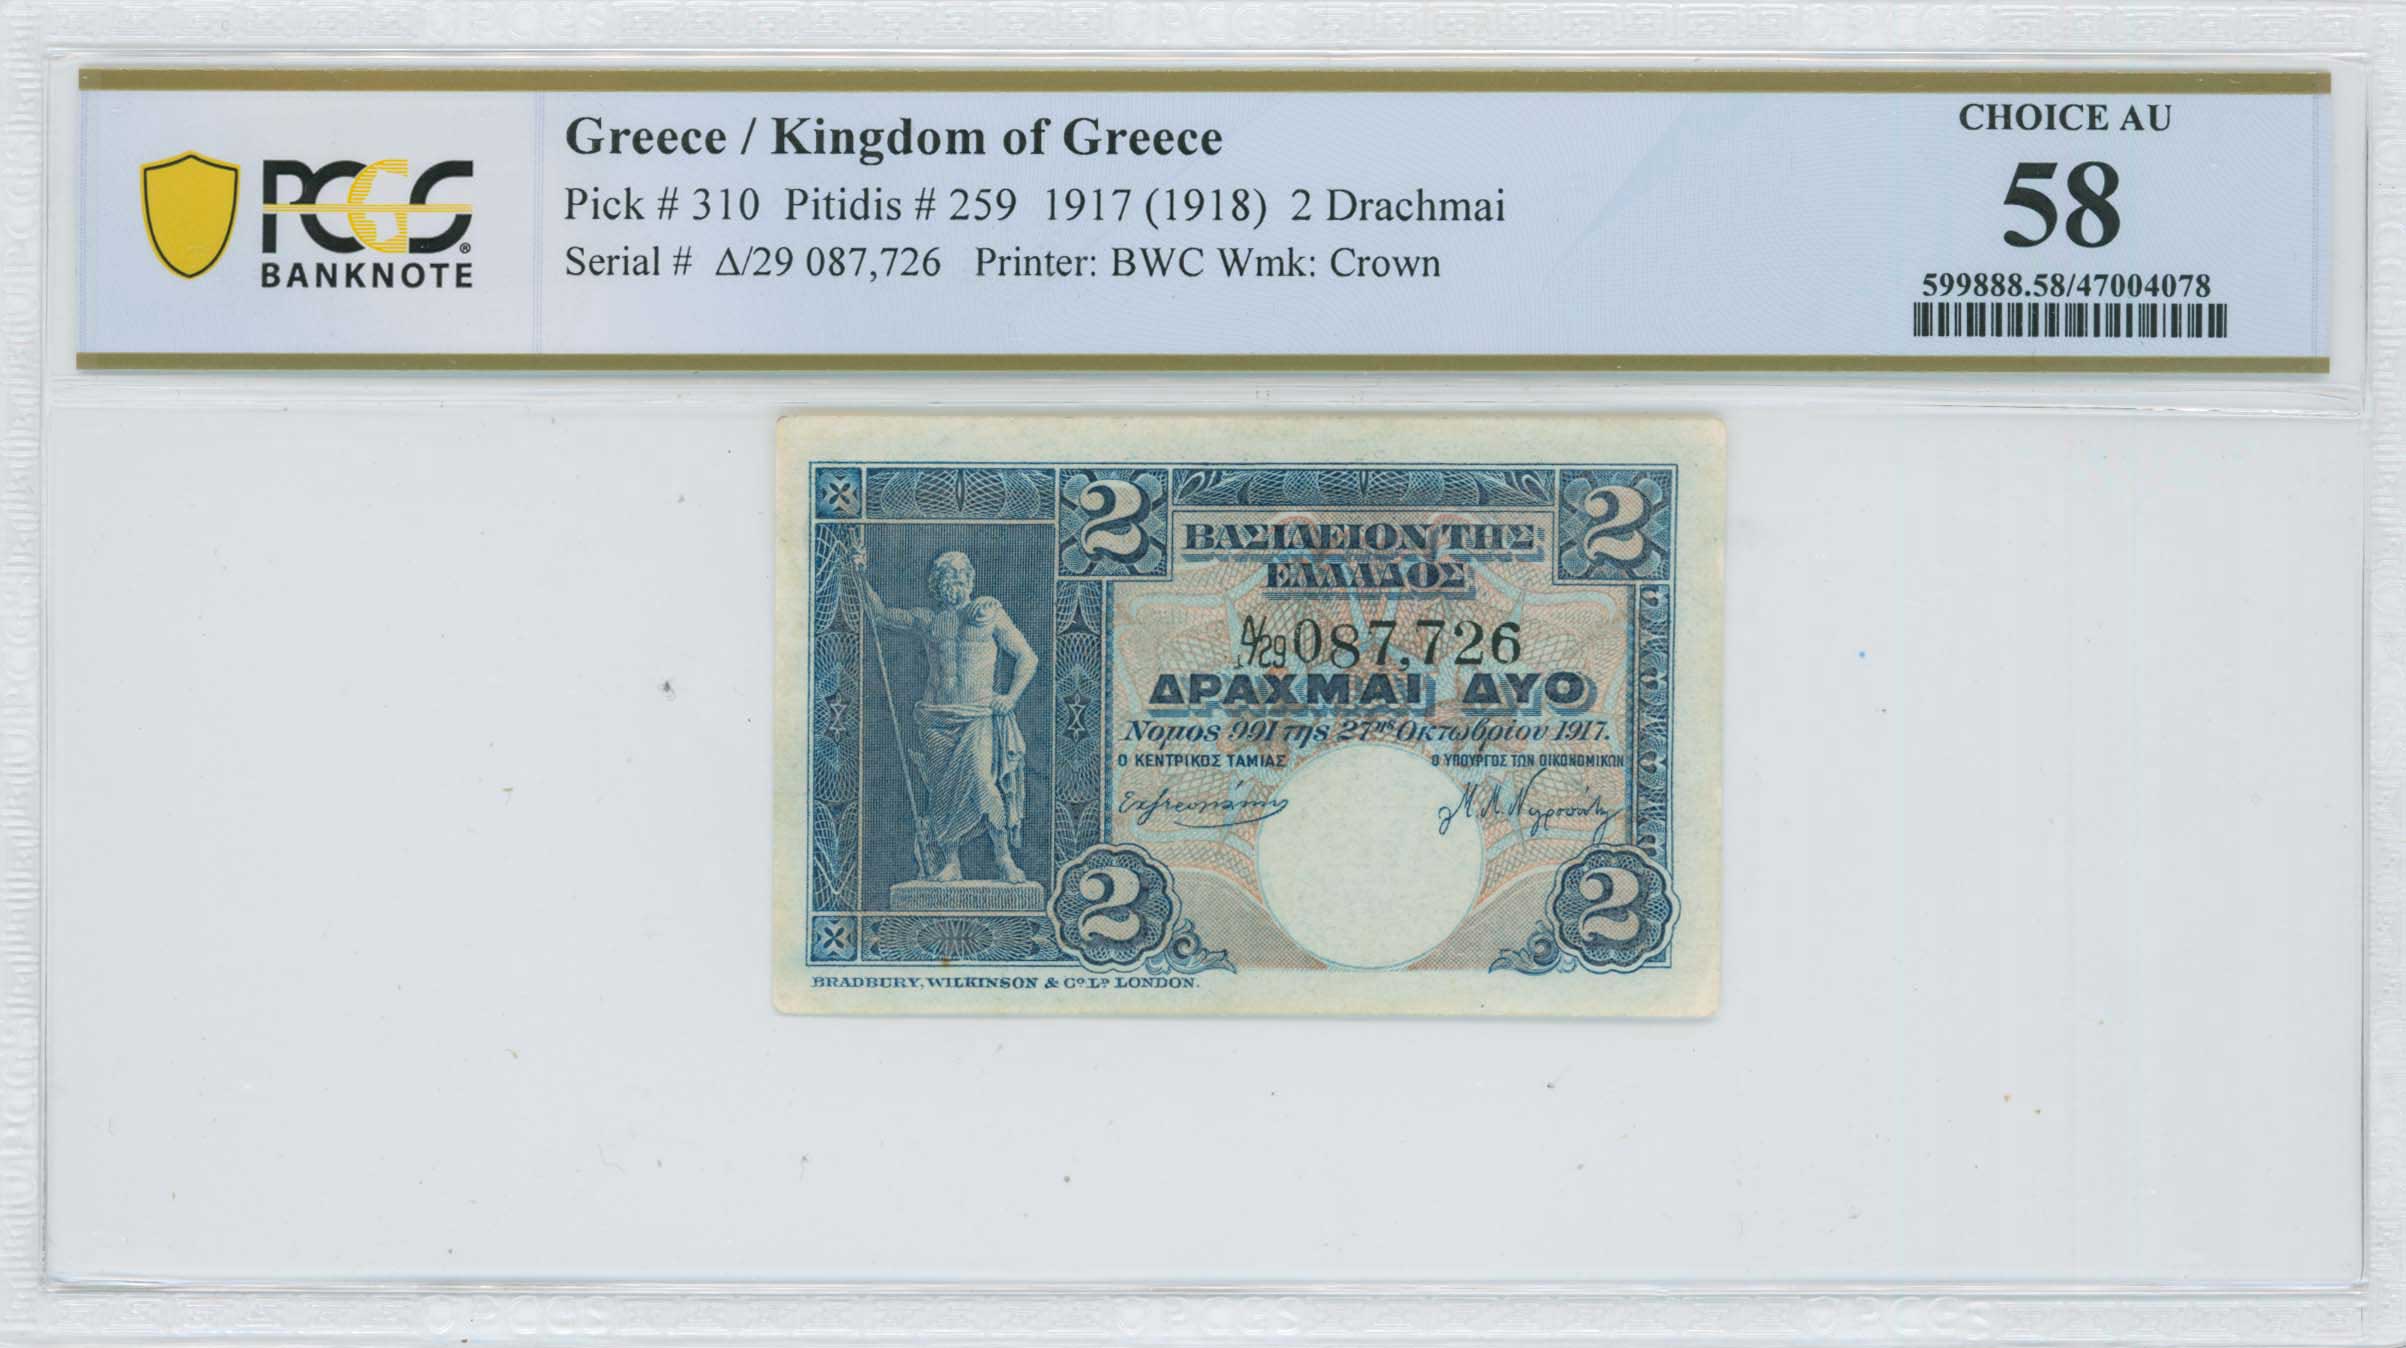 PCGS®
BANKNOTE
Greece / Kingdom of Greece
Pick # 310 Pitidis # 259 1917 (1918) 2 Drachmai
Serial # Δ/29 087,726 Printer: BWC Wmk: Crown
CHOICE AU
58
599888.58/47004078
2
2
ΒΑΣΙΛΕΙΟΝ ΤΗΣ
ΕΛΛΑΔΟΣ
Δ/29 087,726
ΔΡΑΧΜΑΙ ΔΥΟ
Νομος 991 της 27ης Οκτωβρίου 1917.
Ο ΚΕΝΤΡΙΚΟΣ ΤΑΜΙΑΣ
Ο ΥΠΟΥΡΓΟΣ ΤΩΝ ΟΙΚΟΝΟΜΙΚΩΝ
2
2
BRADBURY, WILKINSON & Co. Ld. LONDON.